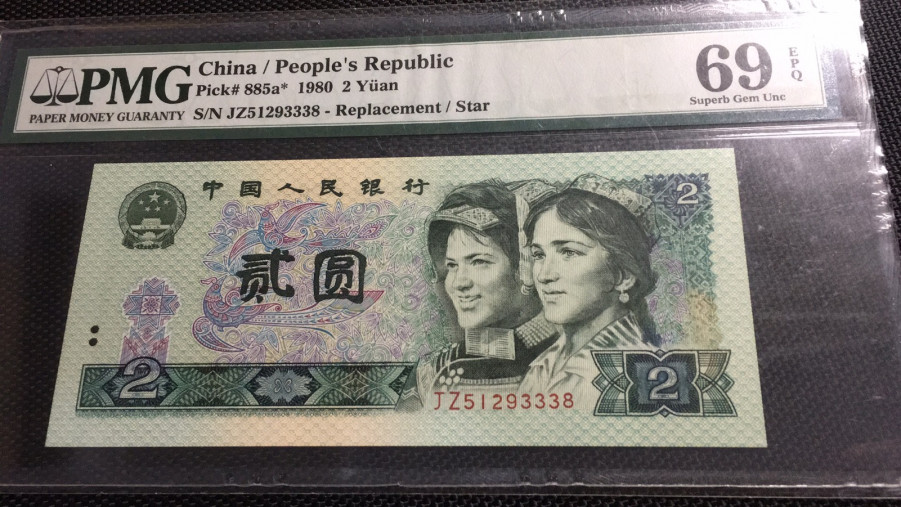 PMG
PAPER MONEY GUARANTY
China / People's Republic
Pick# 885a* 1980 2 Yüan
S/N JZ51293338 - Replacement / Star
69
EPQ
Superb Gem Unc
中国人民银行
2
贰圆
2
2
JZ51293338